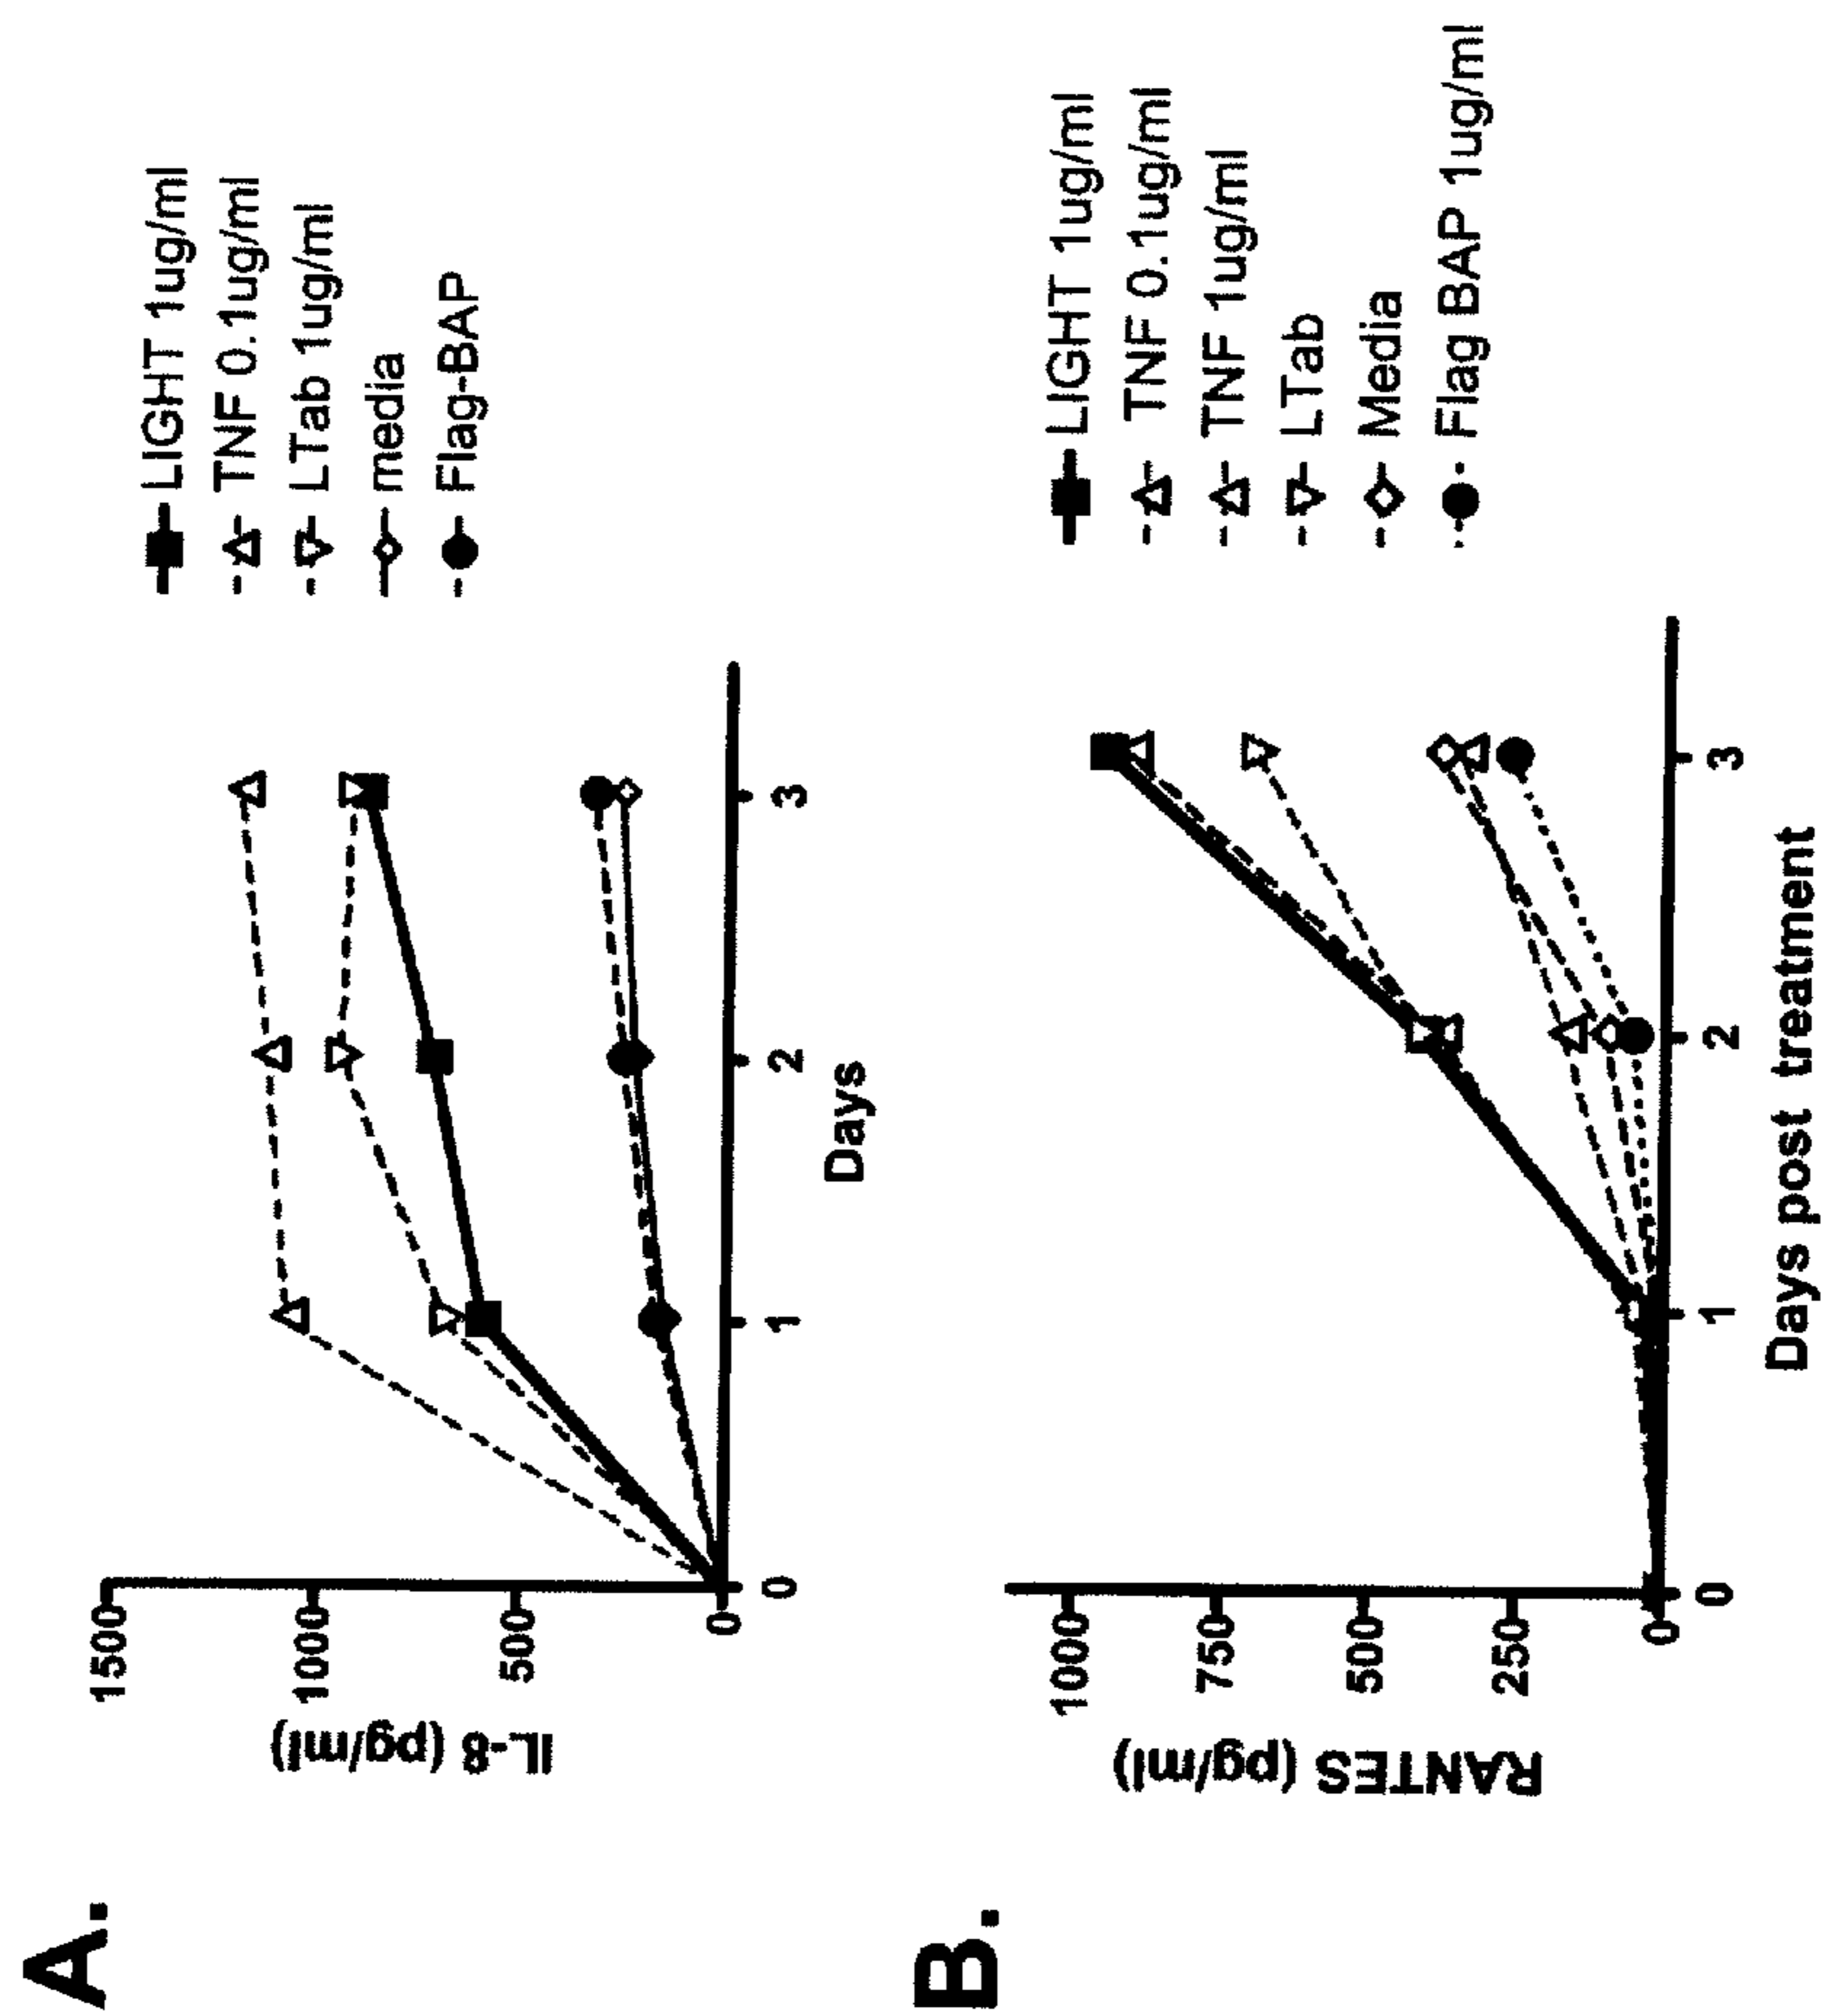 A.
IL-8 (pg/ml)
1500
1000
500
0
0
1
2
3
Days
LIGHT 1ug/ml
TNF 0.1ug/ml
LTab 1ug/ml
media
Flag-BAP
B.
RANTES (pg/ml)
1000
750
500
250
0
0
1
2
3
Days post treatment
LIGHT 1ug/ml
TNF 0.1ug/ml
TNF 1ug/ml
LTab
Media
Flag BAP 1ug/ml